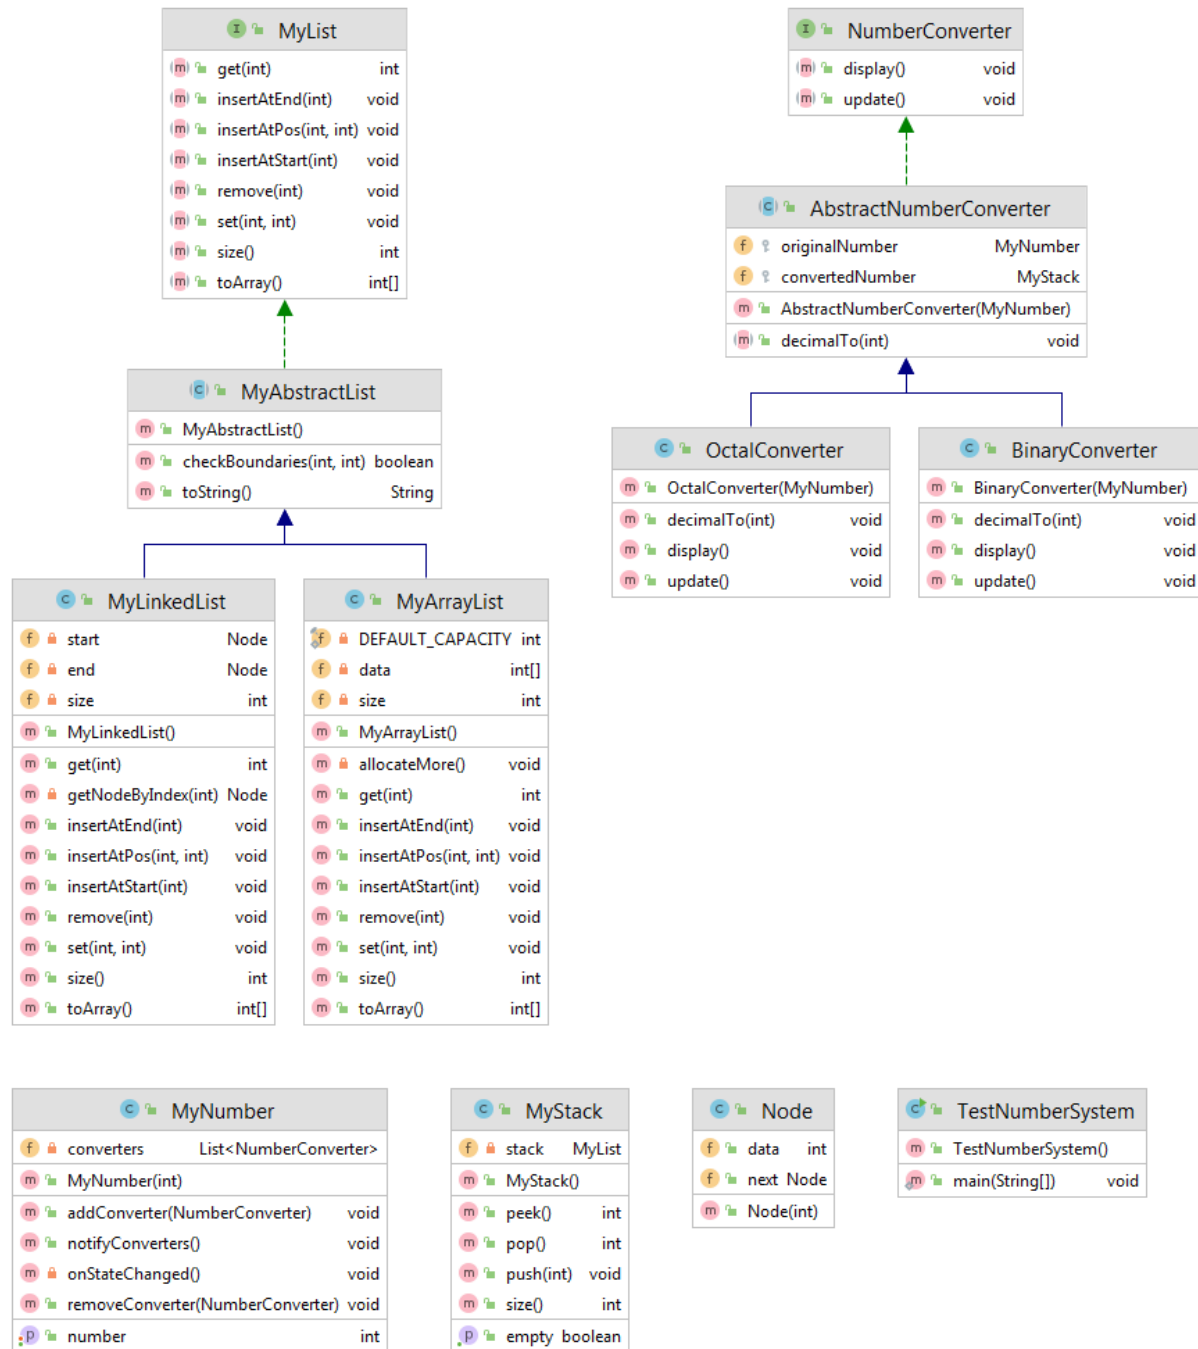 MyList
get(int) int
insertAtEnd(int) void
insertAtPos(int, int) void
insertAtStart(int) void
remove(int) void
set(int, int) void
size() int
toArray() int[]
NumberConverter
display() void
update() void
AbstractNumberConverter
originalNumber MyNumber
convertedNumber MyStack
AbstractNumberConverter(MyNumber)
decimalTo(int) void
MyAbstractList
MyAbstractList()
checkBoundaries(int, int) boolean
toString() String
OctalConverter
OctalConverter(MyNumber)
decimalTo(int) void
display() void
update() void
BinaryConverter
BinaryConverter(MyNumber)
decimalTo(int) void
display() void
update() void
MyLinkedList
start Node
end Node
size int
MyLinkedList()
get(int) int
getNodeByIndex(int) Node
insertAtEnd(int) void
insertAtPos(int, int) void
insertAtStart(int) void
remove(int) void
set(int, int) void
size() int
toArray() int[]
MyArrayList
DEFAULT_CAPACITY int
data int[]
size int
MyArrayList()
allocateMore() void
get(int) int
insertAtEnd(int) void
insertAtPos(int, int) void
insertAtStart(int) void
remove(int) void
set(int, int) void
size() int
toArray() int[]
MyNumber
converters List<NumberConverter>
MyNumber(int)
addConverter(NumberConverter) void
notifyConverters() void
onStateChanged() void
removeConverter(NumberConverter) void
number int
MyStack
stack MyList
MyStack()
peek() int
pop() int
push(int) void
size() int
empty boolean
Node
data int
next Node
Node(int)
TestNumberSystem
TestNumberSystem()
main(String[]) void